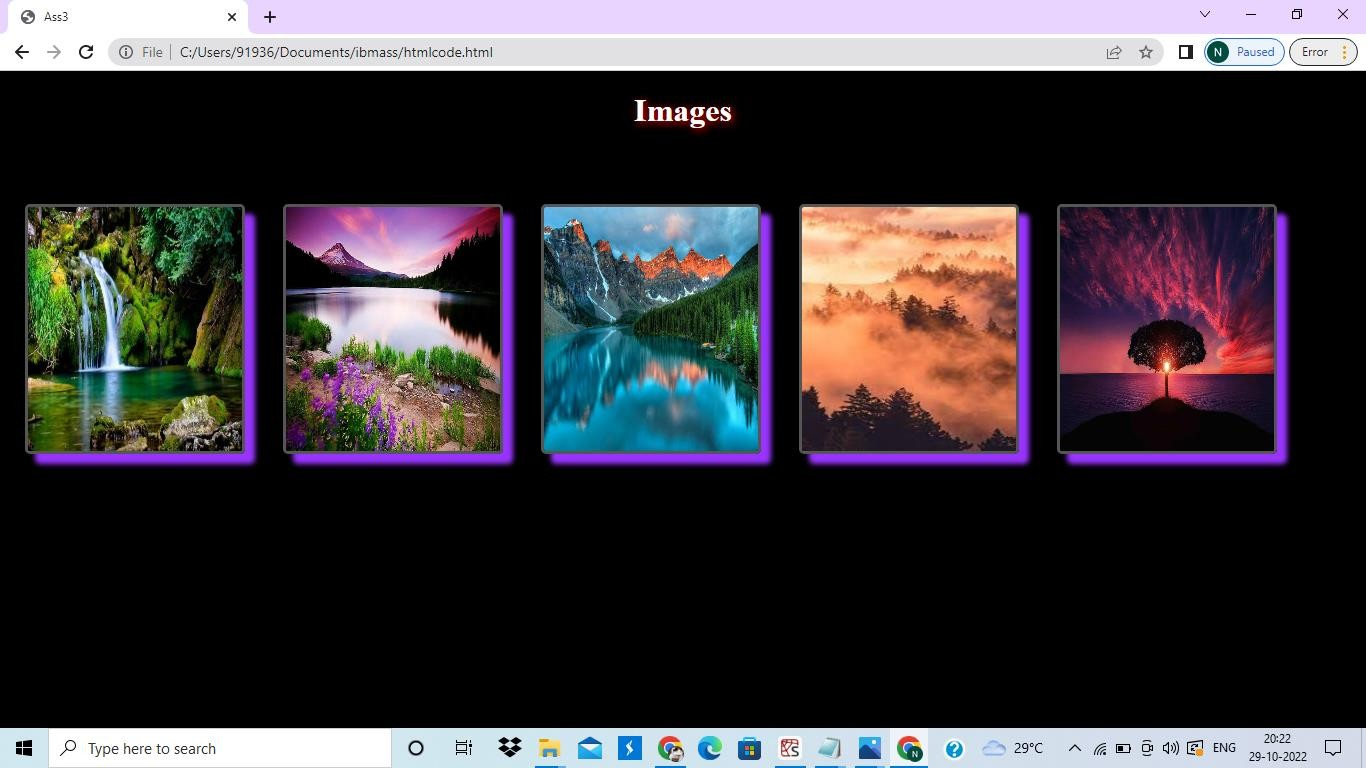 Ass3
File C:/Users/91936/Documents/ibmass/htmlcode.html N Paused Error
Images
Type here to search N 29°C ENG 20:22
29-10-2022